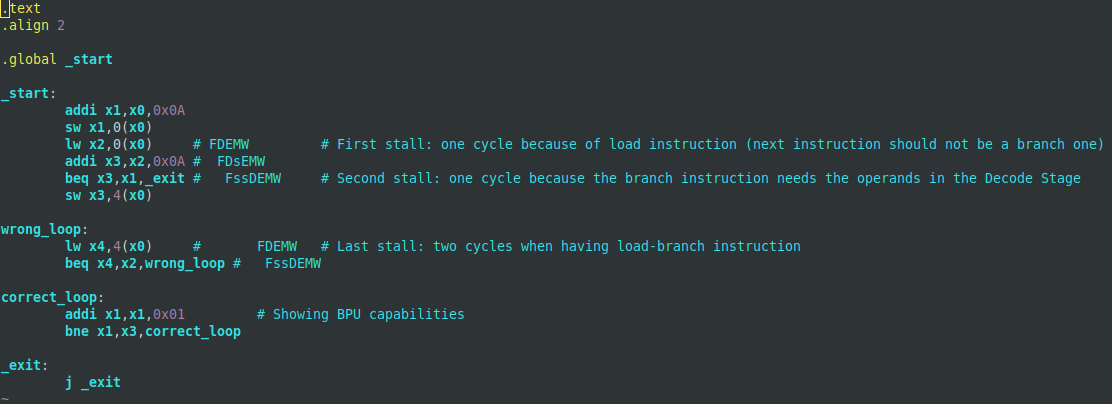 .text
.align 2

.global _start

_start:
        addi x1,x0,0x0A
        sw x1,0(x0)
        lw x2,0(x0)     # FDEMW         # First stall: one cycle because of load instruction (next instruction should not be a branch one)
        addi x3,x2,0x0A #  FDsEMW
        beq x3,x1,_exit #   FssDEMW     # Second stall: one cycle because the branch instruction needs the operands in the Decode Stage
        sw x3,4(x0)

wrong_loop:
        lw x4,4(x0)     #       FDEMW   # Last stall: two cycles when having load-branch instruction
        beq x4,x2,wrong_loop #   FssDEMW

correct_loop:
        addi x1,x1,0x01         # Showing BPU capabilities
        bne x1,x3,correct_loop

_exit:
        j _exit
~